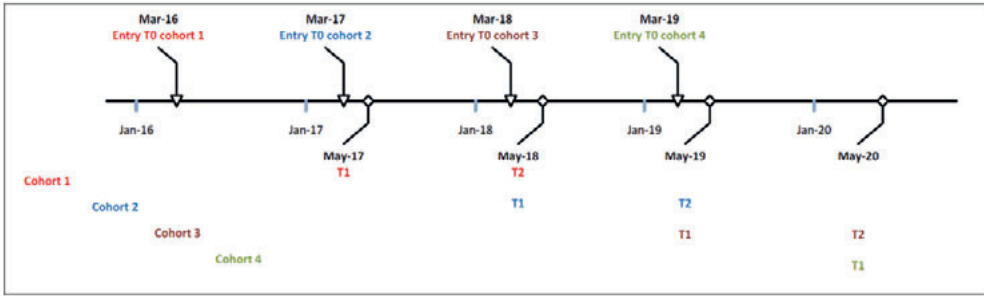 Mar-16 Mar-17 Mar-18 Mar-19
Entry T0 cohort 1 Entry T0 cohort 2 Entry T0 cohort 3 Entry T0 cohort 4
Jan-16 Jan-17 Jan-18 Jan-19 Jan-20
May-17 May-18 May-19 May-20
T1 T2
Cohort 1
Cohort 2 T1 T2
Cohort 3 T1 T2
Cohort 4 T1